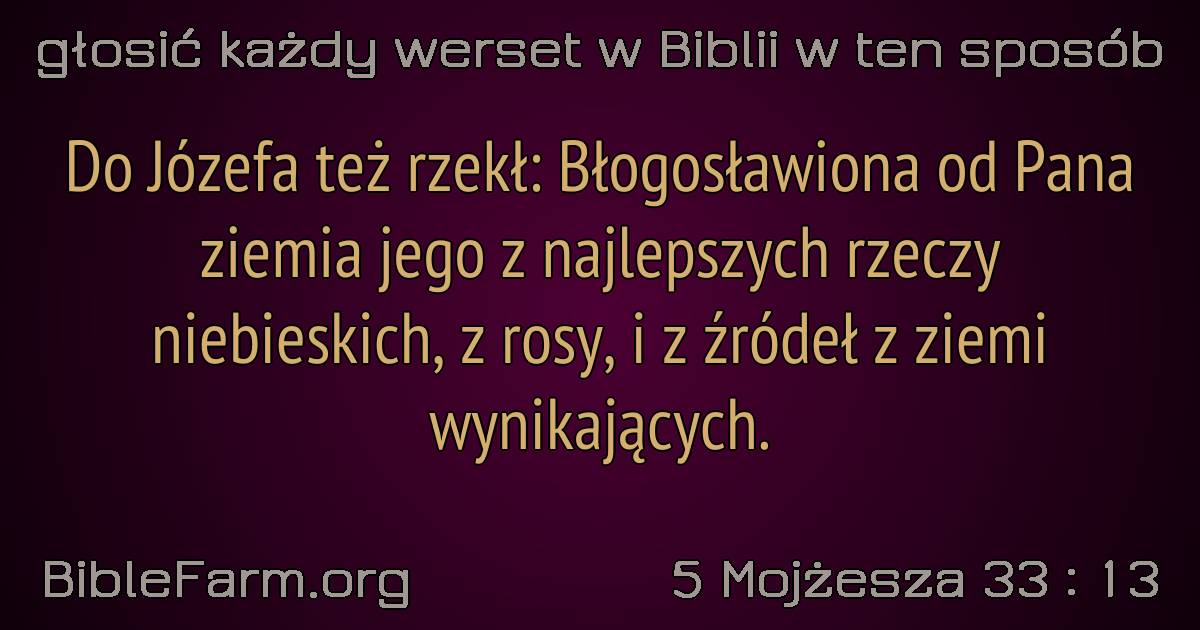 głosić każdy werset w Biblii w ten sposób
Do Józefa też rzekł: Błogosławiona od Pana
ziemia jego z najlepszych rzeczy
niebieskich, z rosy, i z źródeł z ziemi
wynikających.
BibleFarm.org
5 Mojżesza 33 : 13